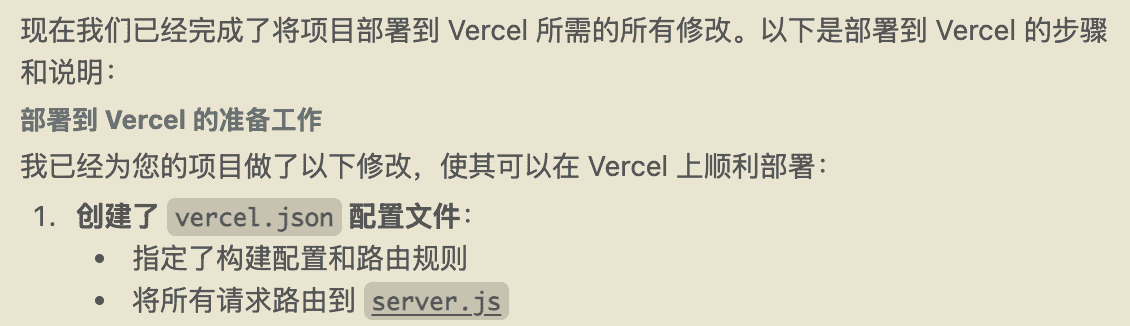 现在我们已经完成了将项目部署到 Vercel 所需的所有修改。以下是部署到 Vercel 的步骤
和说明：
部署到 Vercel 的准备工作
我已经为您的项目做了以下修改，使其可以在 Vercel 上顺利部署：
1. 创建了 vercel.json 配置文件：
• 指定了构建配置和路由规则
• 将所有请求路由到 server.js